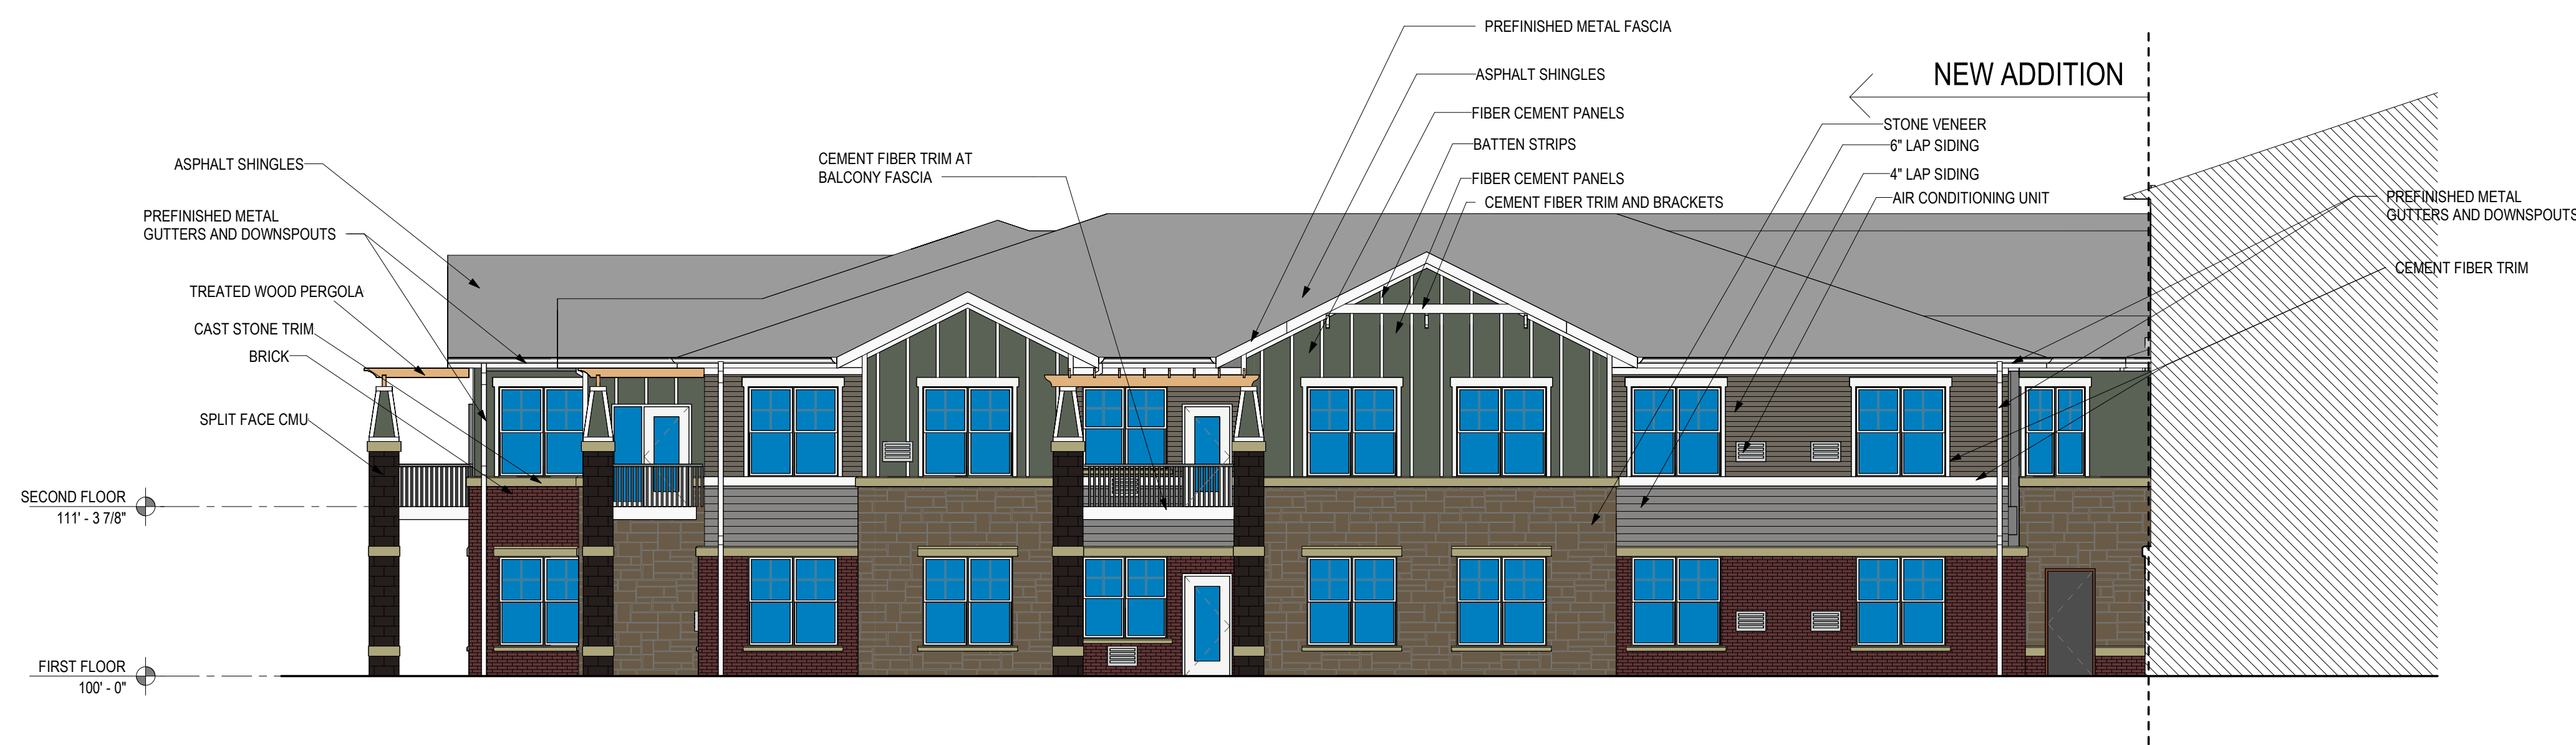 PREFINISHED METAL FASCIA
ASPHALT SHINGLES
NEW ADDITION
FIBER CEMENT PANELS
STONE VENEER
BATTEN STRIPS
6" LAP SIDING
CEMENT FIBER TRIM AT
BALCONY FASCIA
ASPHALT SHINGLES
FIBER CEMENT PANELS
4" LAP SIDING
CEMENT FIBER TRIM AND BRACKETS
AIR CONDITIONING UNIT
PREFINISHED METAL
GUTTERS AND DOWNSPOUTS
PREFINISHED METAL
GUTTERS AND DOWNSPOUTS
CEMENT FIBER TRIM
TREATED WOOD PERGOLA
CAST STONE TRIM
BRICK
SPLIT FACE CMU
SECOND FLOOR
111' - 3 7/8"
FIRST FLOOR
100' - 0"